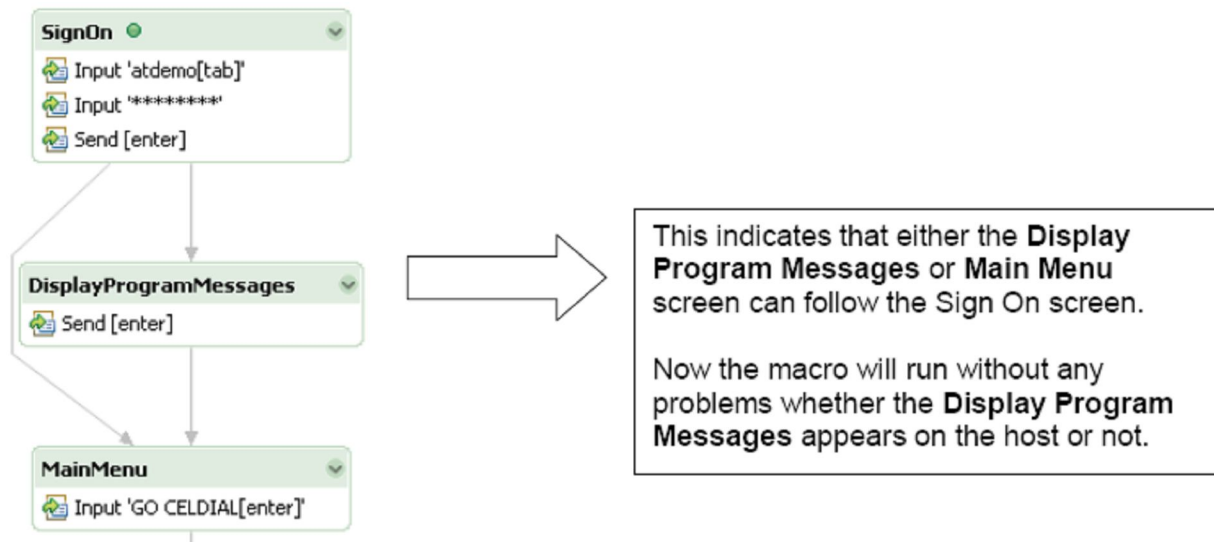 SignOn
Input 'atdemo[tab]'
Input '********'
Send [enter]
DisplayProgramMessages
Send [enter]
MainMenu
Input 'GO CELDIAL[enter]'
This indicates that either the Display
Program Messages or Main Menu
screen can follow the Sign On screen.
Now the macro will run without any
problems whether the Display Program
Messages appears on the host or not.